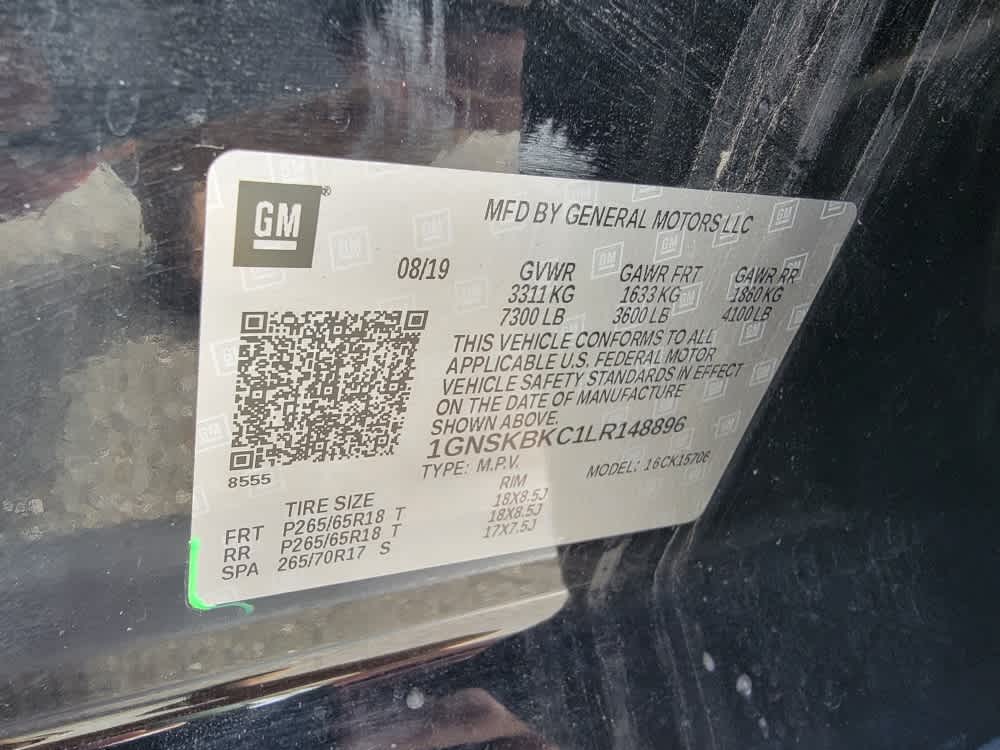 GM®
MFD BY GENERAL MOTORS LLC
08/19 GVWR GAWR FRT GAWR RR
3311 KG 1633 KG 1860 KG
7300 LB 3600 LB 4100 LB
THIS VEHICLE CONFORMS TO ALL
APPLICABLE U.S. FEDERAL MOTOR
VEHICLE SAFETY STANDARDS IN EFFECT
ON THE DATE OF MANUFACTURE
SHOWN ABOVE.
1GNSKBKC1LR148896
TYPE: M.P.V. MODEL: 16CK15706
8555
TIRE SIZE RIM
FRT P265/65R18 T 18X8.5J
RR P265/65R18 T 18X8.5J
SPA 265/70R17 S 17X7.5J